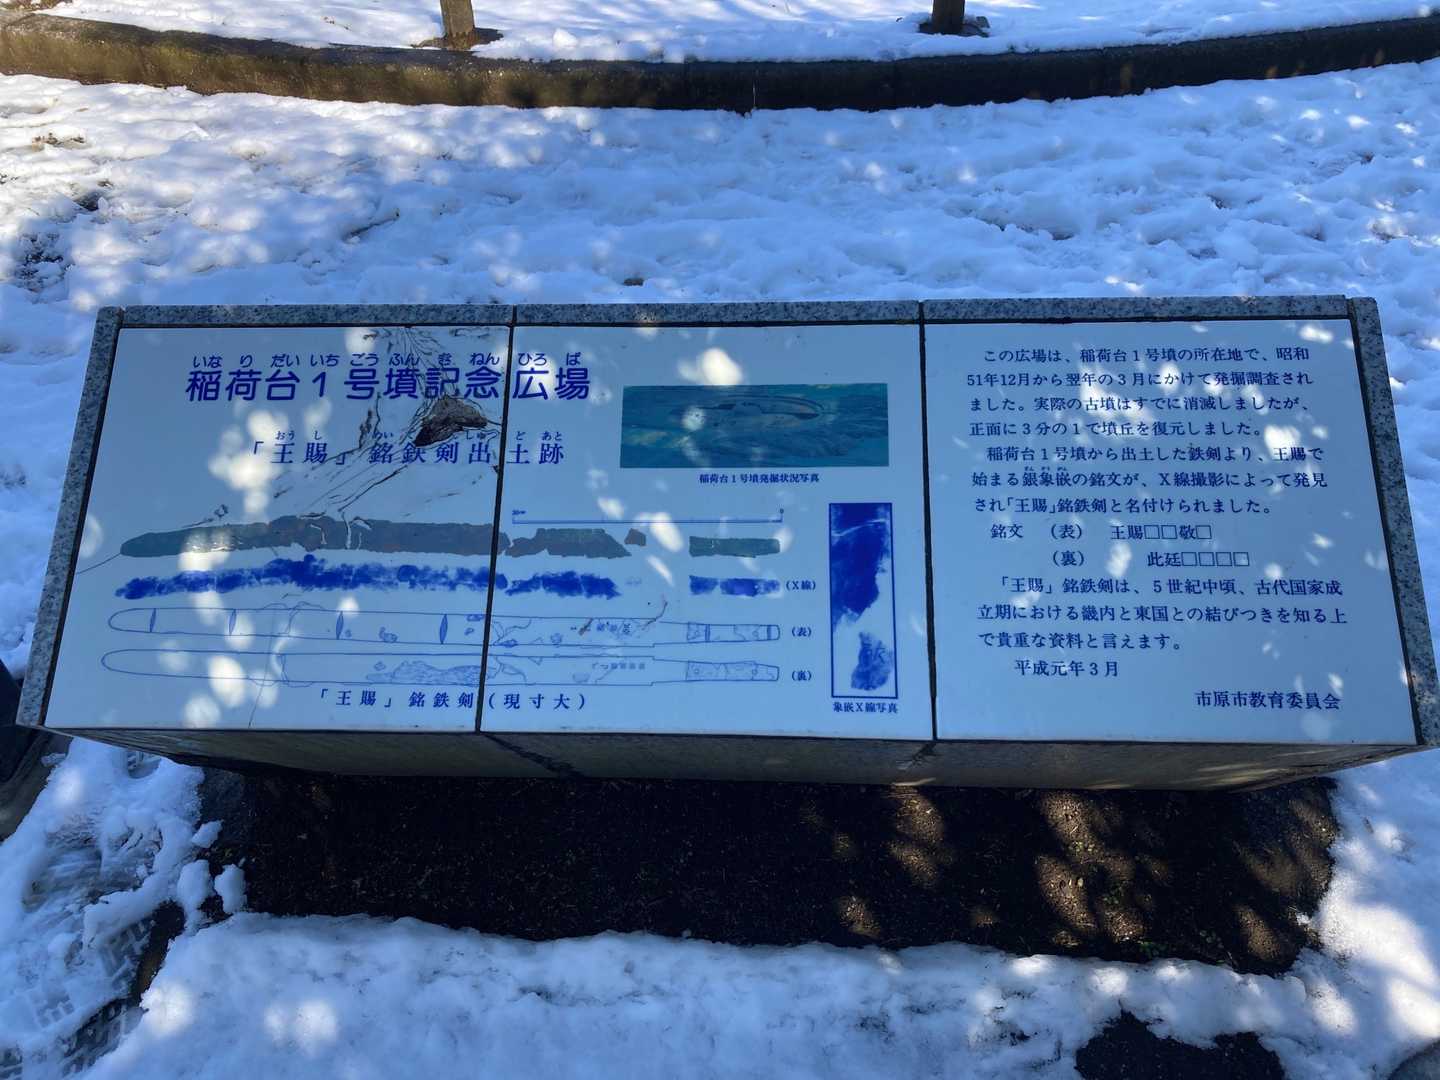 いな り だい いち ごう ふん き ねん ひろ ば
稲荷台1号墳記念広場
おう し めい しゅつ ど あと
「王賜」銘鉄剣出土跡
稲荷台1号墳発掘状況写真
30cm 0
(X線)
(表)
(裏)
「王賜」銘鉄剣(現寸大)
象嵌X線写真
この広場は、稲荷台1号墳の所在地で、昭和
51年12月から翌年の3月にかけて発掘調査され
ました。実際の古墳はすでに消滅しましたが、
正面に3分の1で墳丘を復元しました。
稲荷台1号墳から出土した鉄剣より、王賜で
ぎん ぞう がん
始まる銀象嵌の銘文が、X線撮影によって発見
され「王賜」銘鉄剣と名付けられました。
銘文 (表) 王賜□□敬□
(裏) 此廷□□□□
「王賜」銘鉄剣は、5世紀中頃、古代国家成
立期における畿内と東国との結びつきを知る上
で貴重な資料と言えます。
平成元年3月
市原市教育委員会